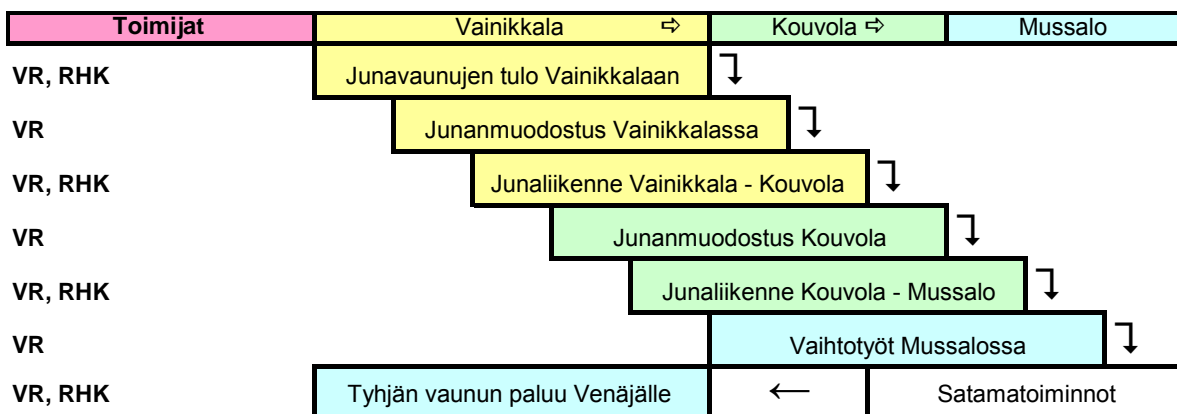 Toimijat Vainikkala ⇨ Kouvola ⇨ Mussalo
VR, RHK Junavaunujen tulo Vainikkalaan
VR Junanmuodostus Vainikkalassa
VR, RHK Junaliikenne Vainikkala - Kouvola
VR Junanmuodostus Kouvola
VR, RHK Junaliikenne Kouvola - Mussalo
VR Vaihtotyöt Mussalossa
VR, RHK Tyhjän vaunun paluu Venäjälle ← Satamatoiminnot